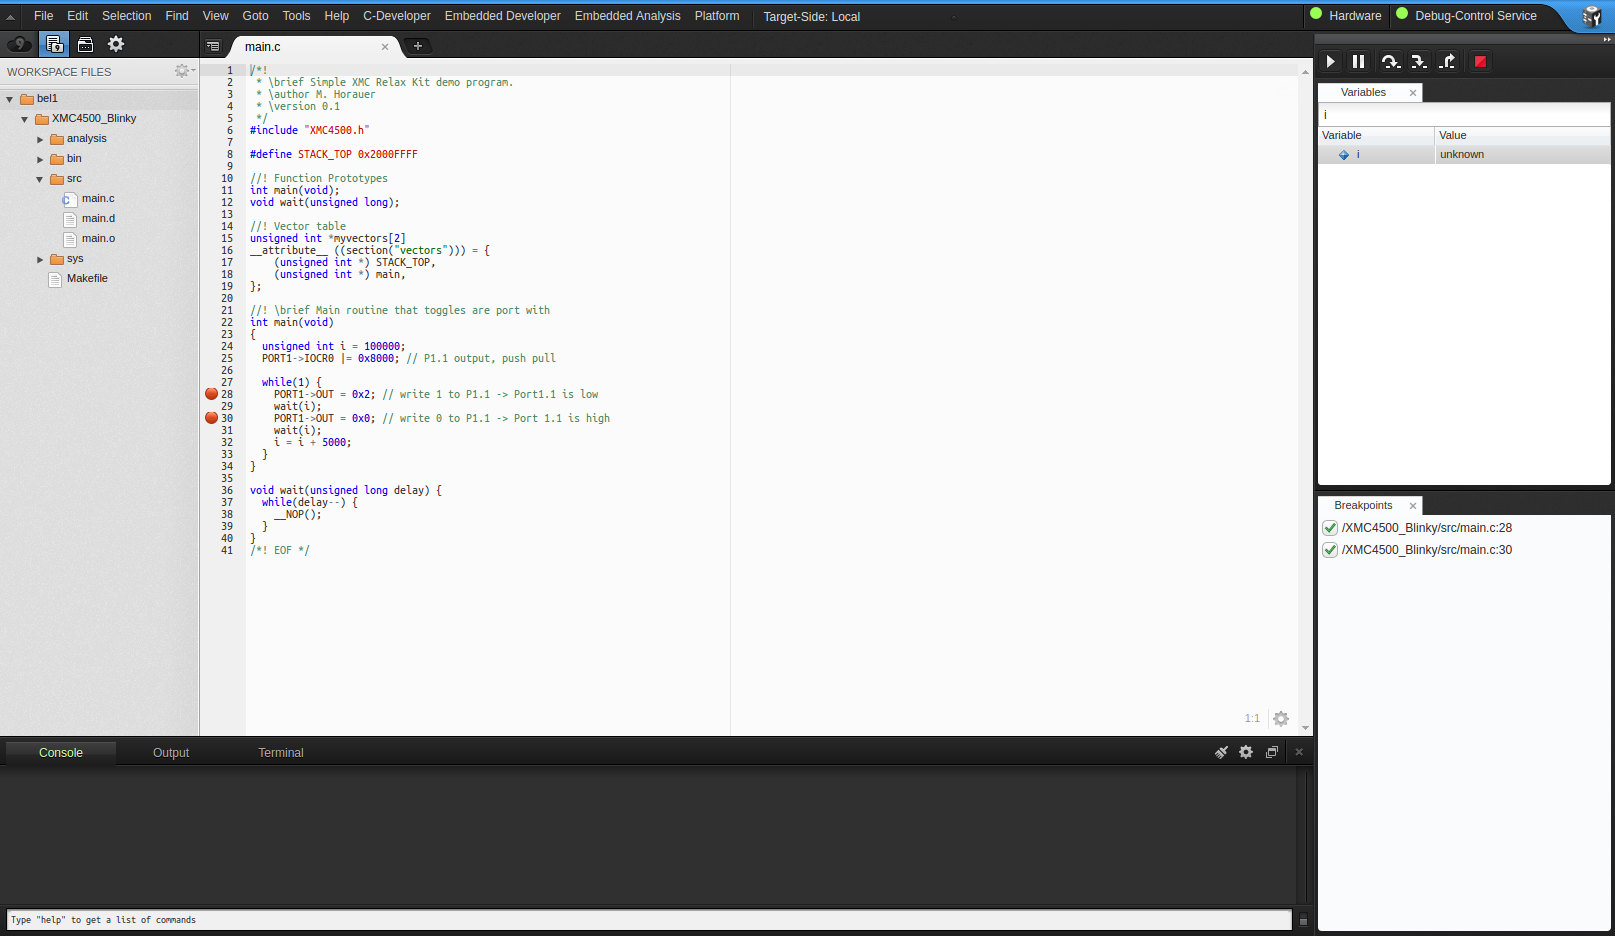 File Edit Selection Find View Goto Tools Help C-Developer Embedded Developer Embedded Analysis Platform Target-Side: Local Hardware Debug-Control Service
WORKSPACE FILES
bel1
XMC4500_Blinky
analysis
bin
src
main.c
main.d
main.o
sys
Makefile
main.c
1 /*!
2 * \brief Simple XMC Relax Kit demo program.
3 * \author M. Horauer
4 * \version 0.1
5 */
6 #include "XMC4500.h"
7
8 #define STACK_TOP 0x2000FFFF
9
10 //! Function Prototypes
11 int main(void);
12 void wait(unsigned long);
13
14 //! Vector table
15 unsigned int *myvectors[2]
16 __attribute__ ((section("vectors"))) = {
17 (unsigned int *) STACK_TOP,
18 (unsigned int *) main,
19 };
20
21 //! \brief Main routine that toggles are port with
22 int main(void)
23 {
24 unsigned int i = 100000;
25 PORT1->IOCR0 |= 0x8000; // P1.1 output, push pull
26
27 while(1) {
28 PORT1->OUT = 0x2; // write 1 to P1.1 -> Port1.1 is low
29 wait(i);
30 PORT1->OUT = 0x0; // write 0 to P1.1 -> Port 1.1 is high
31 wait(i);
32 i = i + 5000;
33 }
34 }
35
36 void wait(unsigned long delay) {
37 while(delay--) {
38 __NOP();
39 }
40 }
41 /*! EOF */
1:1
Variables
i
Variable Value
i unknown
Breakpoints
/XMC4500_Blinky/src/main.c:28
/XMC4500_Blinky/src/main.c:30
Console Output Terminal
Type "help" to get a list of commands